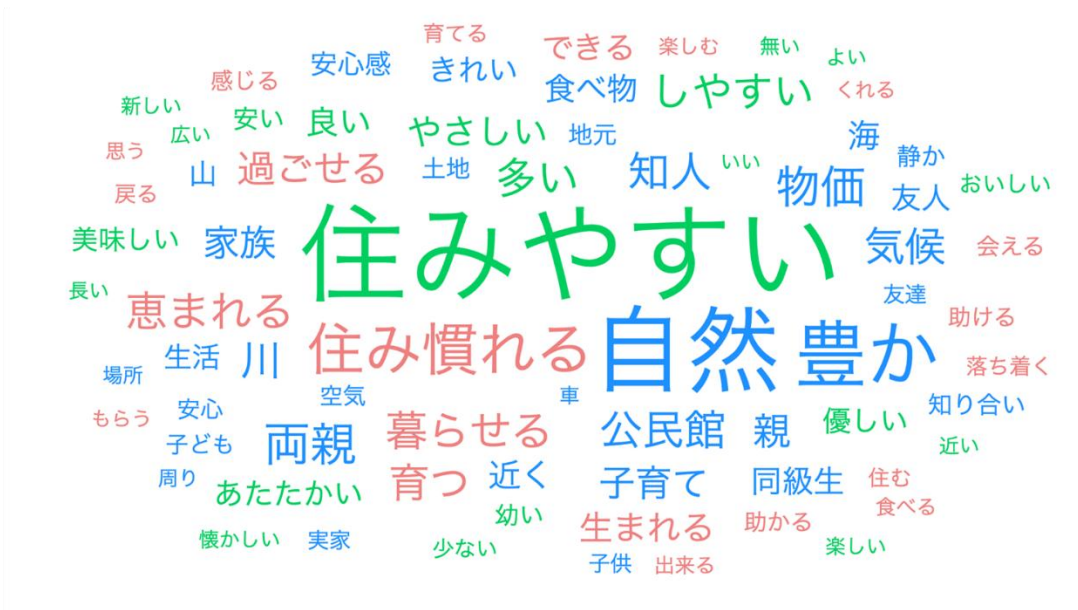 育てる
できる
楽しむ
無い
よい
安心感
きれい
感じる
食べ物
しやすい
くれる
新しい
広い
安い
良い
やさしい
地元
海
思う
山
過ごせる
土地
多い
知人
いい
物価
静か
戻る
友人
おいしい
美味しい
家族
住みやすい
気候
会える
長い
恵まれる
友達
助ける
場所
生活
川
住み慣れる
自然
豊か
落ち着く
もらう
安心
空気
車
知り合い
子ども
両親
暮らせる
公民館
親
優しい
近い
周り
あたたかい
育つ
近く
子育て
同級生
住む
食べる
幼い
懐かしい
実家
少ない
生まれる
助かる
楽しい
子供
出来る